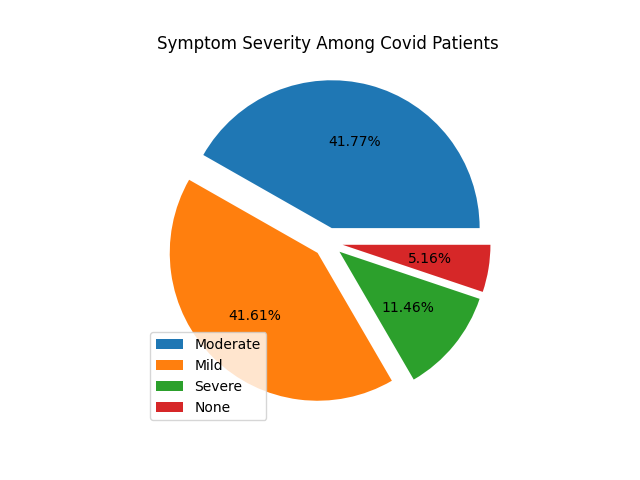 Symptom Severity Among Covid Patients
41.77%
5.16%
11.46%
41.61%
Moderate
Mild
Severe
None